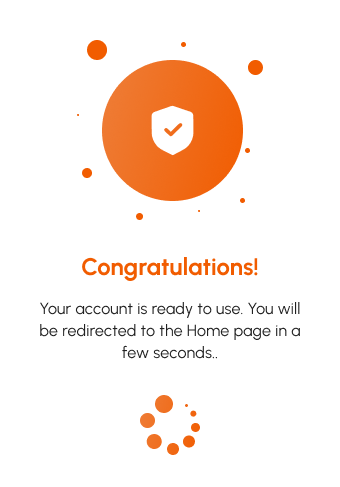 Congratulations!
Your account is ready to use. You will
be redirected to the Home page in a
few seconds..